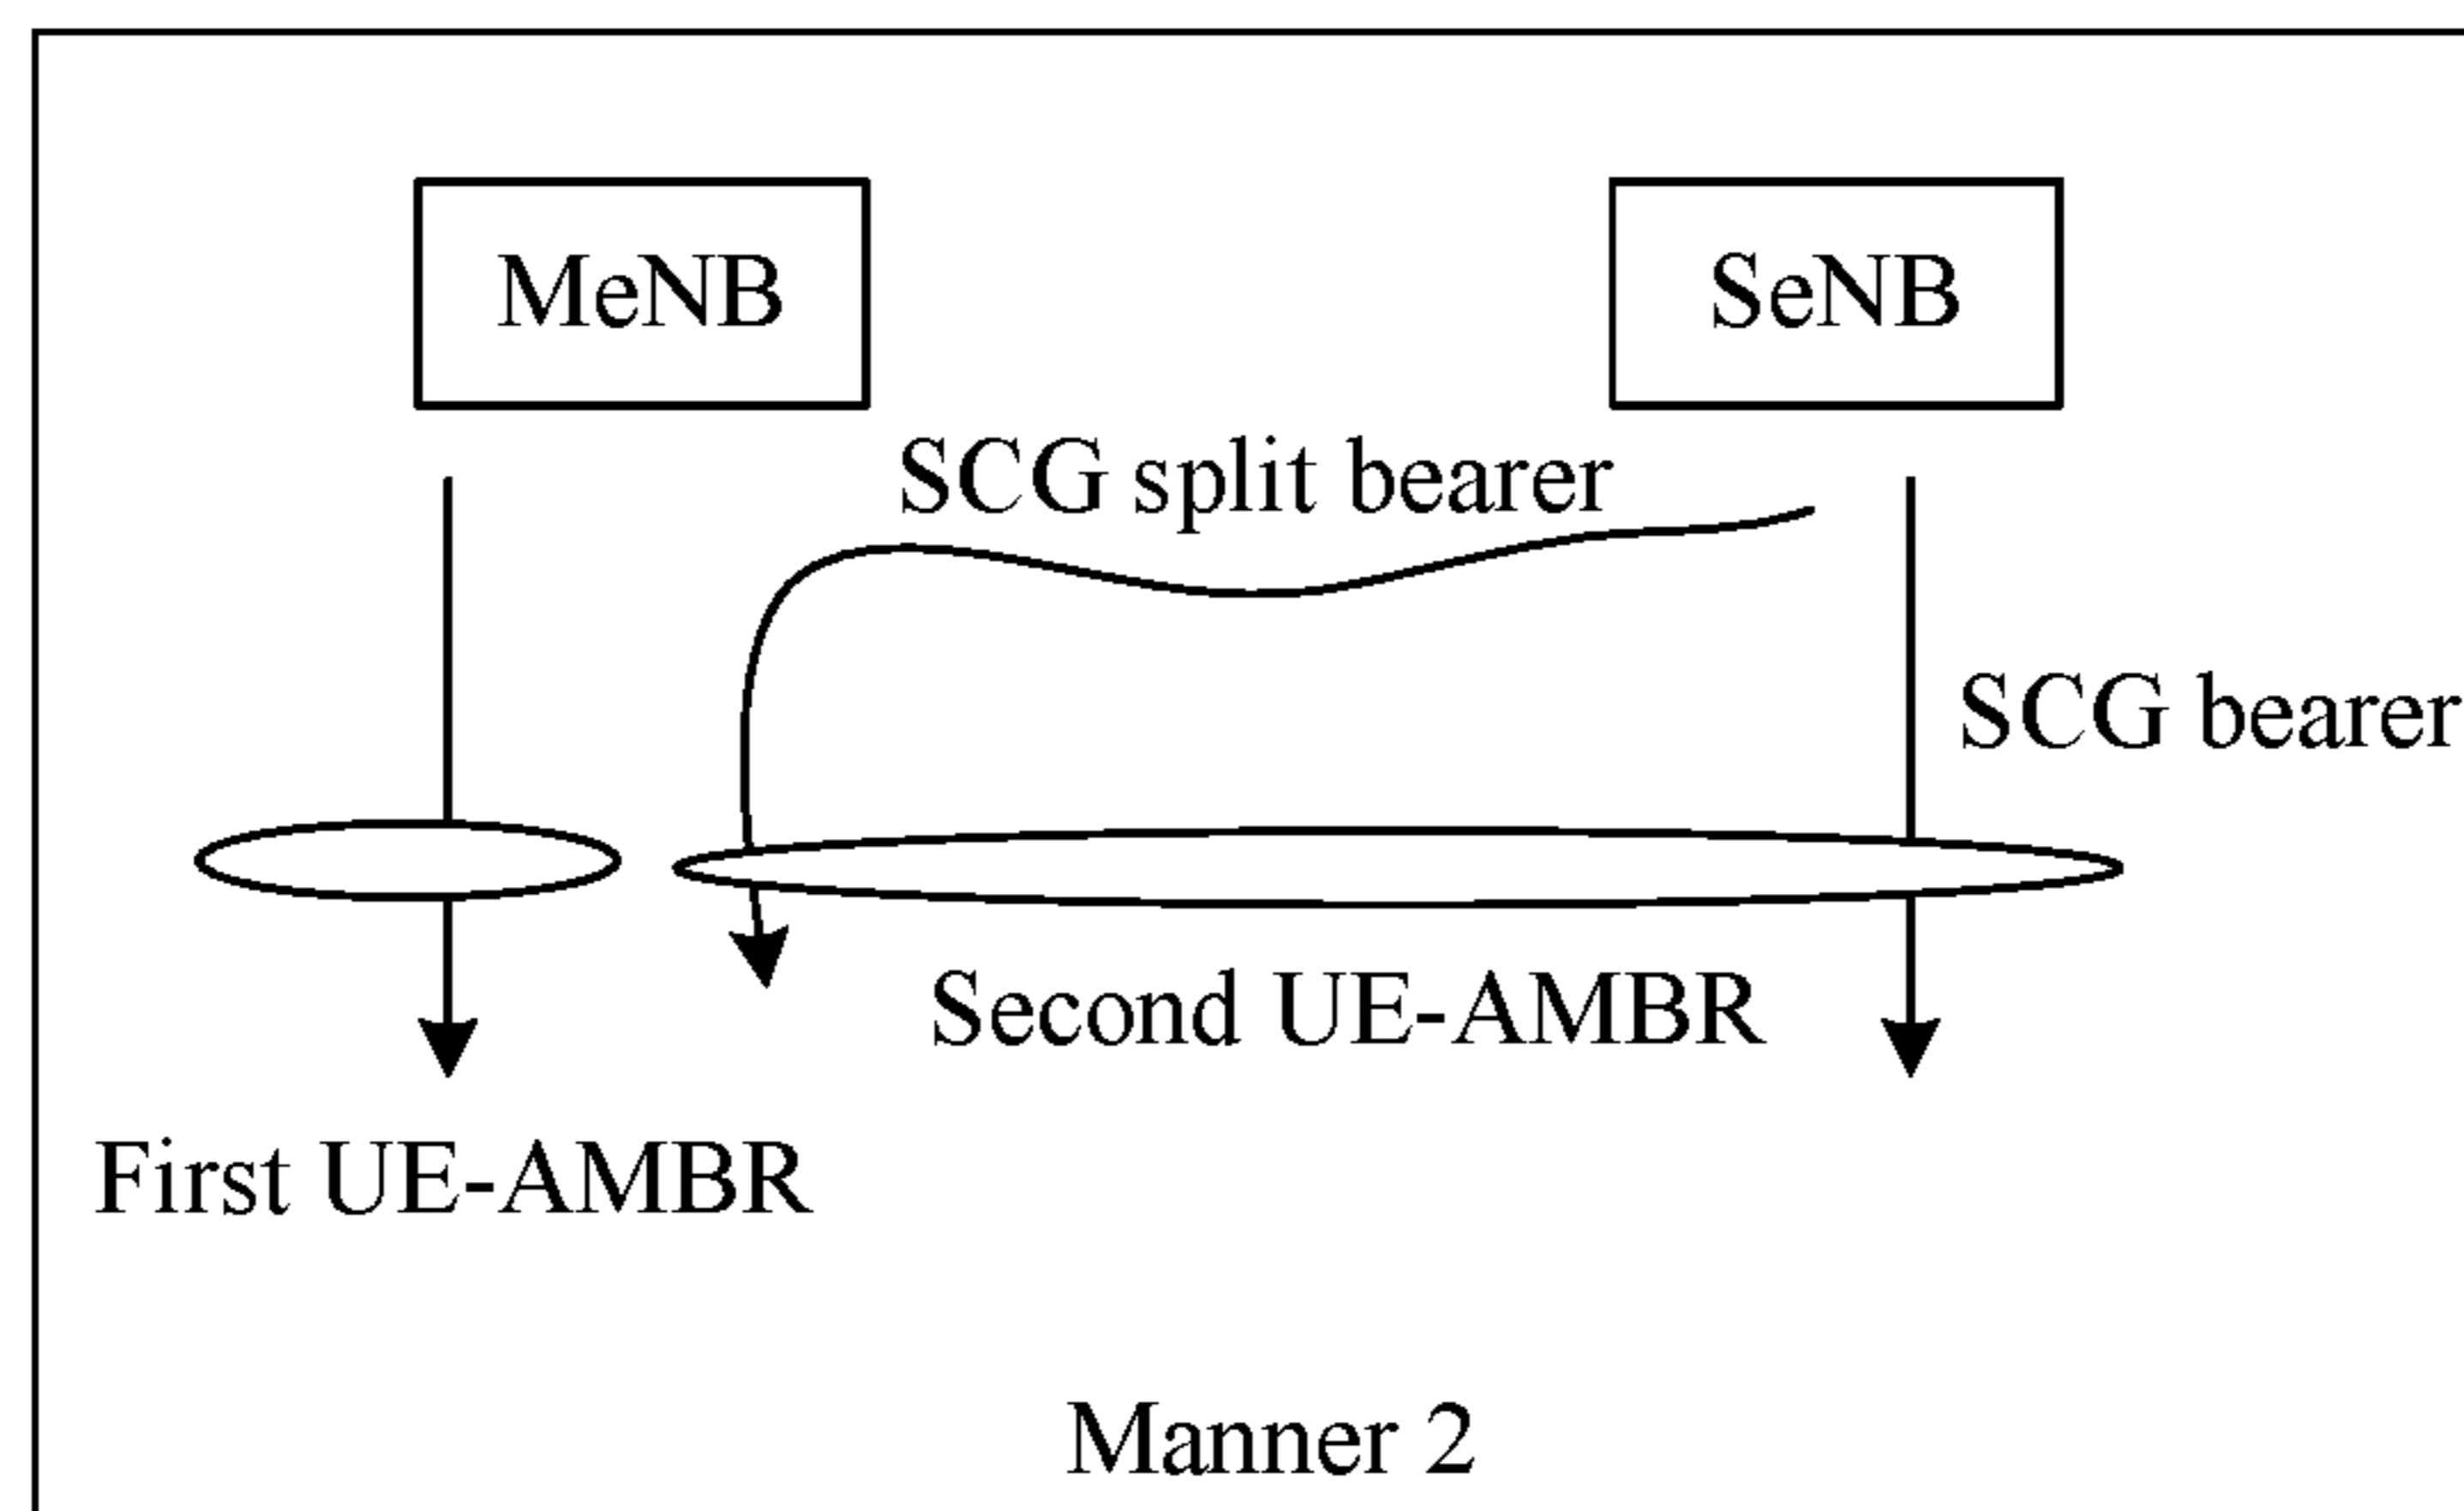 MeNB
SeNB
SCG split bearer
SCG bearer
Second UE-AMBR
First UE-AMBR
Manner 2